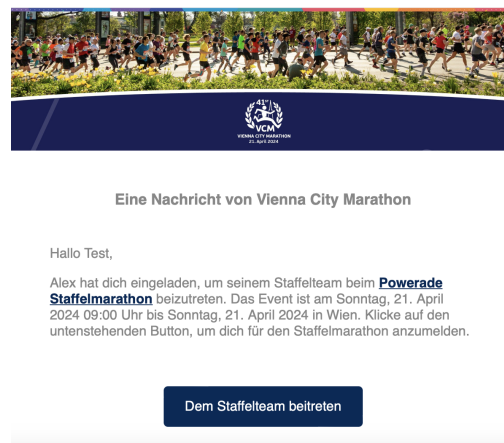 41st
VCM
VIENNA CITY MARATHON
21. April 2024
Eine Nachricht von Vienna City Marathon
Hallo Test,
Alex hat dich eingeladen, um seinem Staffelteam beim Powerade
Staffelmarathon beizutreten. Das Event ist am Sonntag, 21. April
2024 09:00 Uhr bis Sonntag, 21. April 2024 in Wien. Klicke auf den
untenstehenden Button, um dich für den Staffelmarathon anzumelden.
Dem Staffelteam beitreten